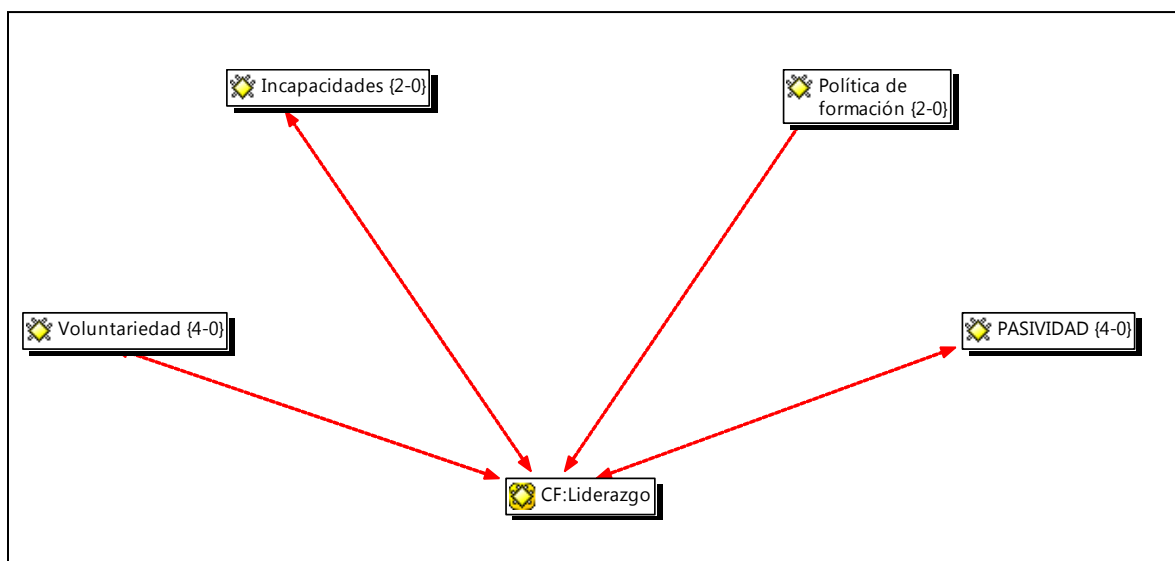 Incapacidades {2-0}
Política de
formación {2-0}
Voluntariedad {4-0}
PASIVIDAD {4-0}
CF:Liderazgo